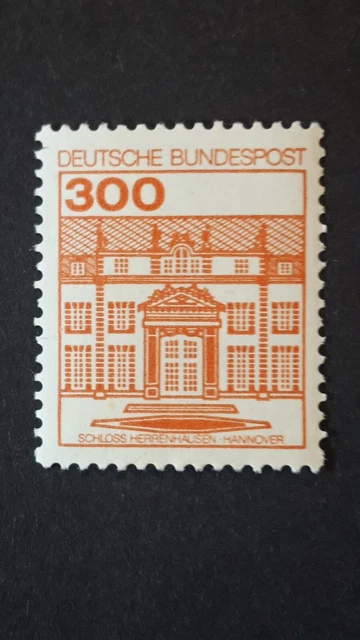 DEUTSCHE BUNDESPOST
300
SCHLOSS HERRENHAUSEN · HANNOVER